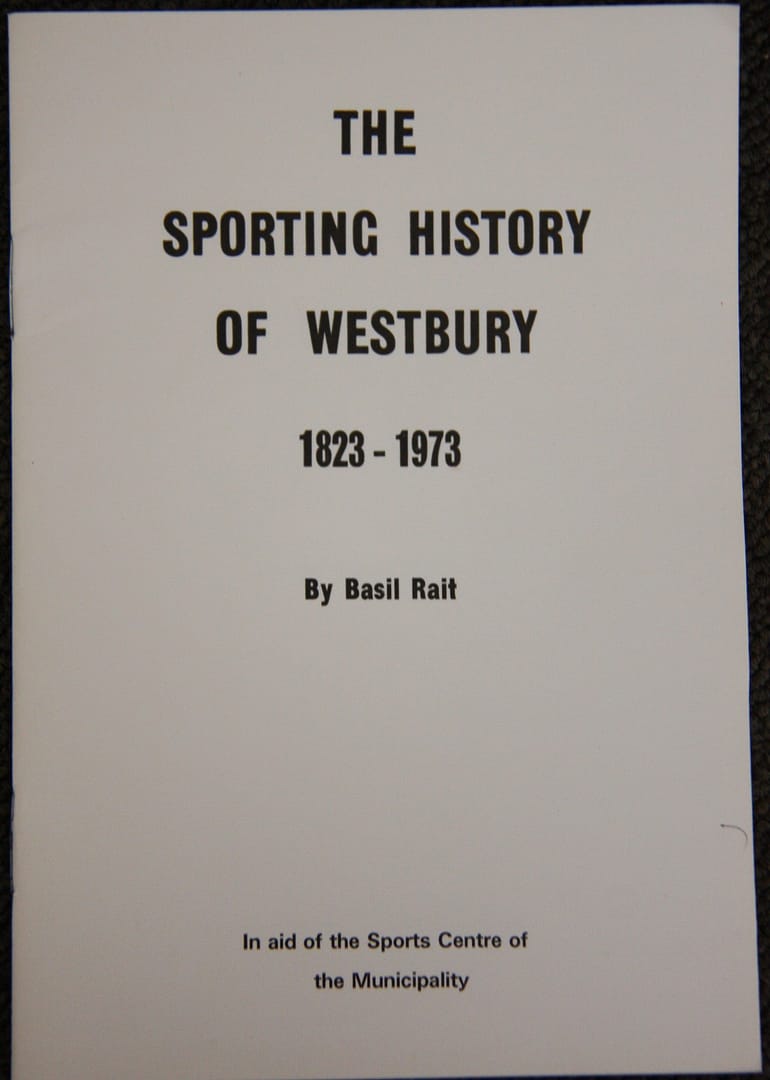 THE
SPORTING HISTORY
OF WESTBURY
1823 - 1973
By Basil Rait
In aid of the Sports Centre of
the Municipality